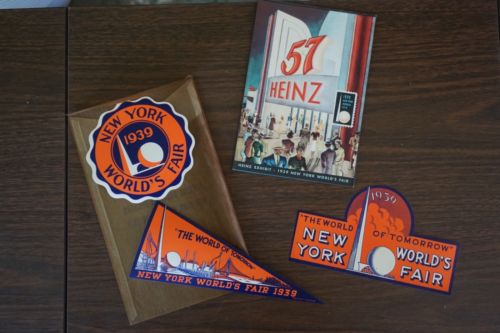 NEW YORK
1939
WORLD'S FAIR
57
HEINZ
1939
HEINZ EXHIBIT - 1939 NEW YORK WORLD'S FAIR
"THE WORLD OF TOMORROW"
NEW YORK WORLD'S FAIR 1939
1939
"THE WORLD OF TOMORROW"
NEW YORK WORLD'S FAIR